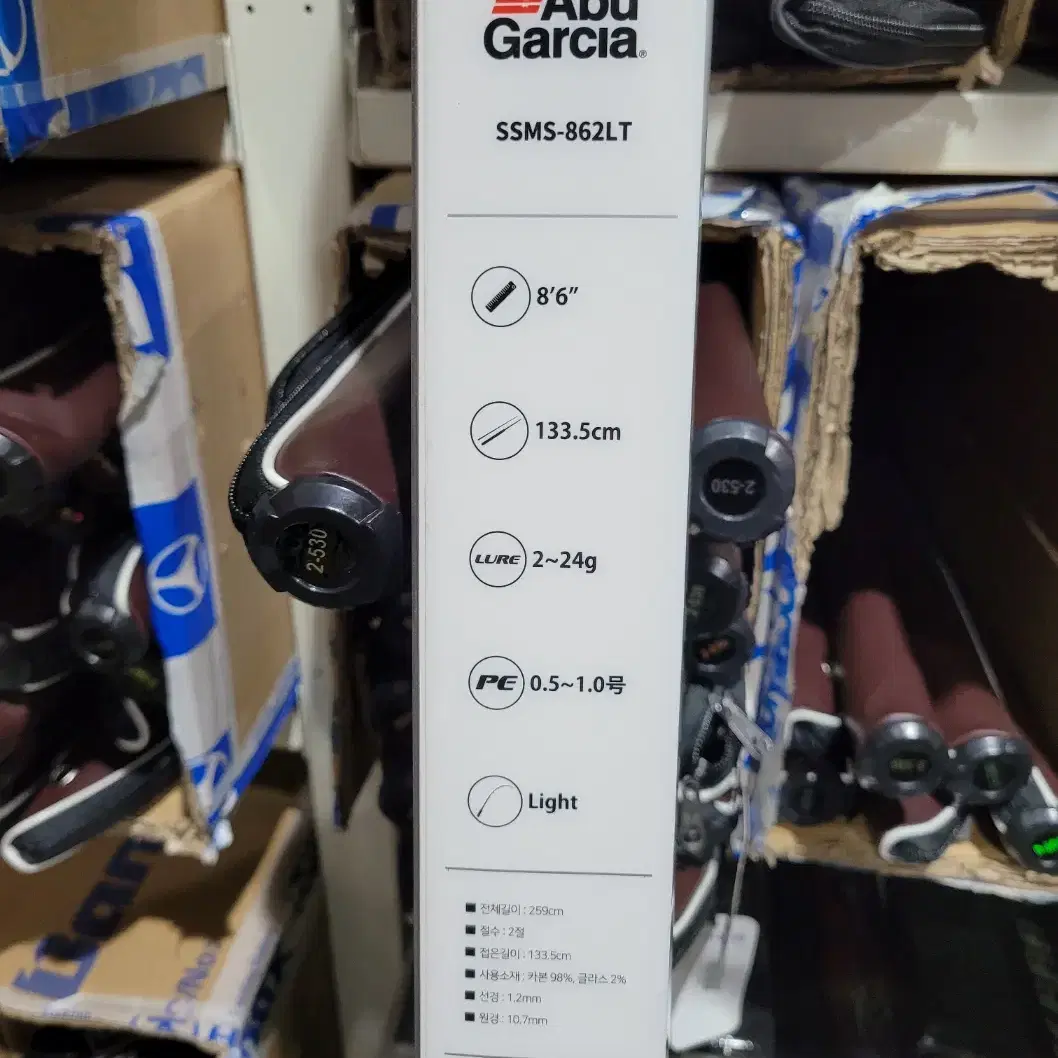 Abu
Garcia®
SSMS-862LT
8'6"
133.5cm
LURE 2~24g
PE 0.5~1.0号
Light
■ 전체길이 : 259cm
■ 절수 : 2절
■ 접은길이 : 133.5cm
■ 사용소재 : 카본 98%, 글라스 2%
■ 선경 : 1.2mm
■ 원경 : 10.7mm
2-530
2-530